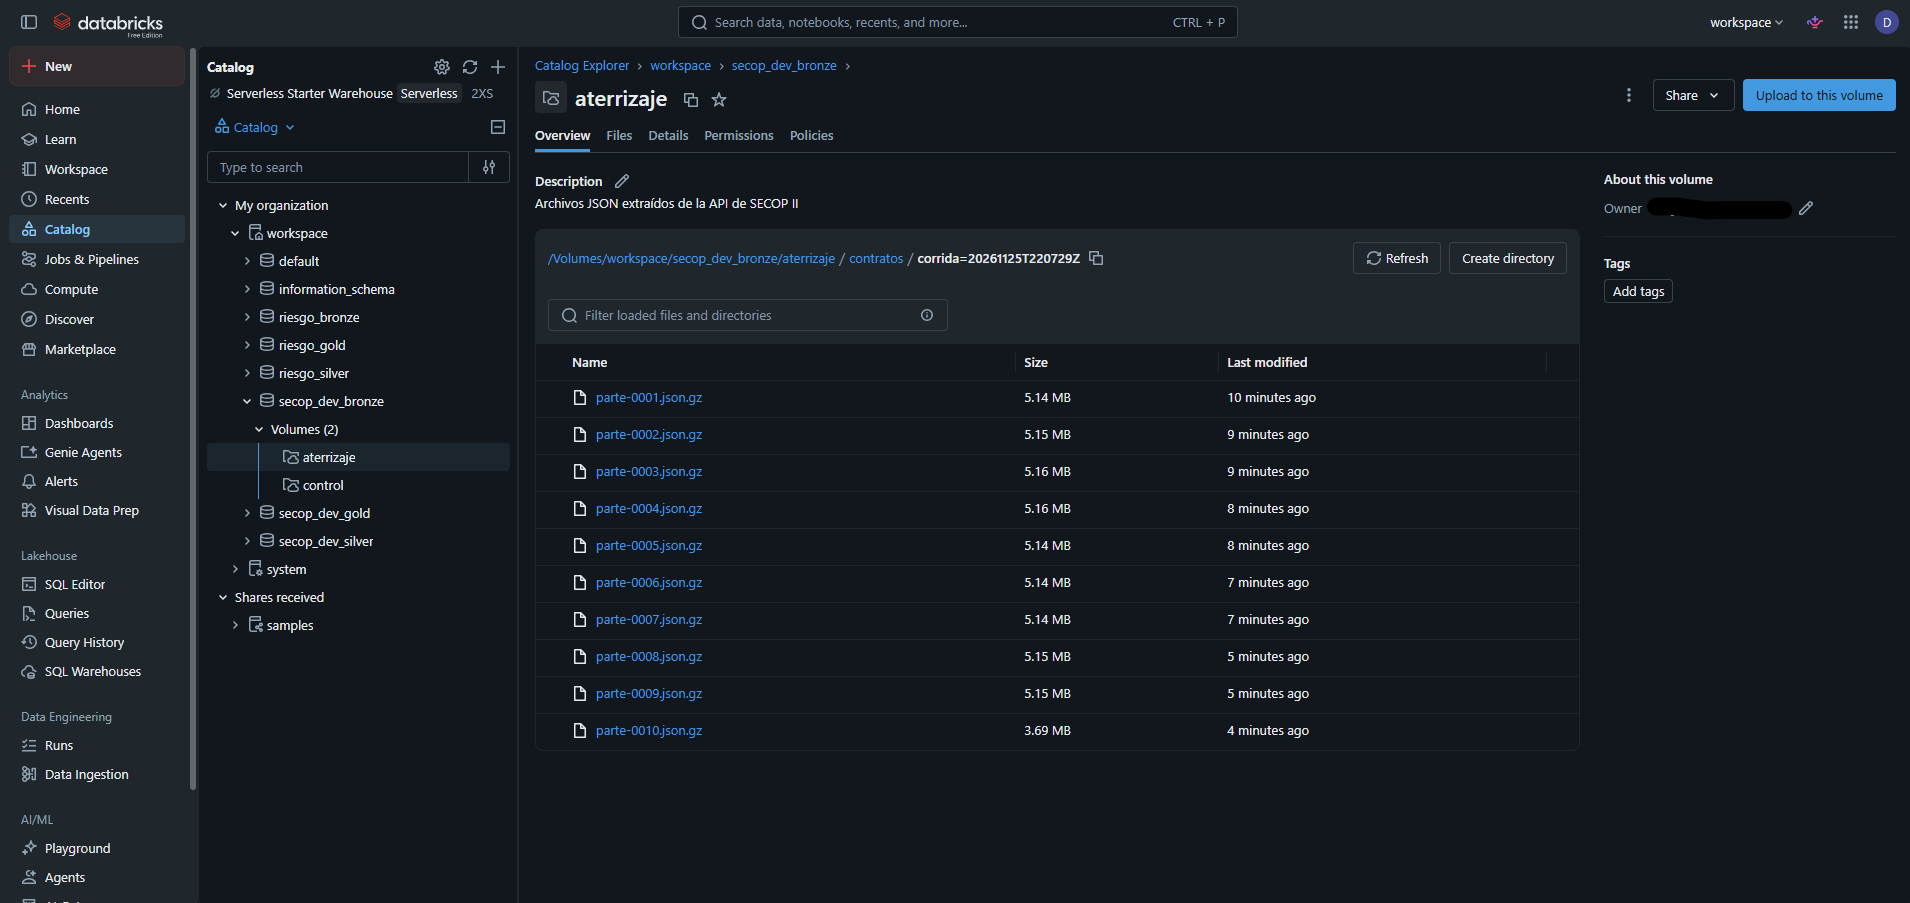 databricks
Free Edition
Search data, notebooks, recents, and more...
CTRL + P
workspace
D
New
Home
Learn
Workspace
Recents
Catalog
Jobs & Pipelines
Compute
Discover
Marketplace
Analytics
Dashboards
Genie Agents
Alerts
Visual Data Prep
Lakehouse
SQL Editor
Queries
Query History
SQL Warehouses
Data Engineering
Runs
Data Ingestion
AI/ML
Playground
Agents
Catalog
Serverless Starter Warehouse Serverless 2XS
Catalog
Type to search
My organization
workspace
default
information_schema
riesgo_bronze
riesgo_gold
riesgo_silver
secop_dev_bronze
Volumes (2)
aterrizaje
control
secop_dev_gold
secop_dev_silver
system
Shares received
samples
Catalog Explorer › workspace › secop_dev_bronze ›
aterrizaje
Share
Upload to this volume
Overview Files Details Permissions Policies
Description
Archivos JSON extraídos de la API de SECOP II
/Volumes/workspace/secop_dev_bronze/aterrizaje / contratos / corrida=20261125T220729Z
Refresh
Create directory
Filter loaded files and directories
Name Size Last modified
parte-0001.json.gz 5.14 MB 10 minutes ago
parte-0002.json.gz 5.15 MB 9 minutes ago
parte-0003.json.gz 5.16 MB 9 minutes ago
parte-0004.json.gz 5.16 MB 8 minutes ago
parte-0005.json.gz 5.14 MB 8 minutes ago
parte-0006.json.gz 5.14 MB 7 minutes ago
parte-0007.json.gz 5.14 MB 7 minutes ago
parte-0008.json.gz 5.15 MB 5 minutes ago
parte-0009.json.gz 5.15 MB 5 minutes ago
parte-0010.json.gz 3.69 MB 4 minutes ago
About this volume
Owner
Tags
Add tags